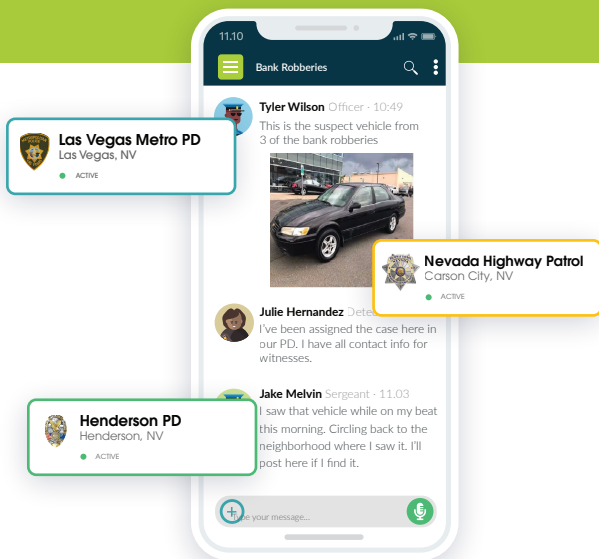 11.10
Bank Robberies
Tyler Wilson Officer - 10:49
This is the suspect vehicle from
3 of the bank robberies
Las Vegas Metro PD
Las Vegas, NV
ACTIVE
Nevada Highway Patrol
Carson City, NV
ACTIVE
Julie Hernandez
I've been assigned the case here in
our PD. I have all contact info for
witnesses.
Jake Melvin Sergeant - 11.03
I saw that vehicle while on my beat
this morning. Circling back to the
neighborhood where I saw it. I'll
post here if I find it.
Henderson PD
Henderson, NV
ACTIVE
Type your message...